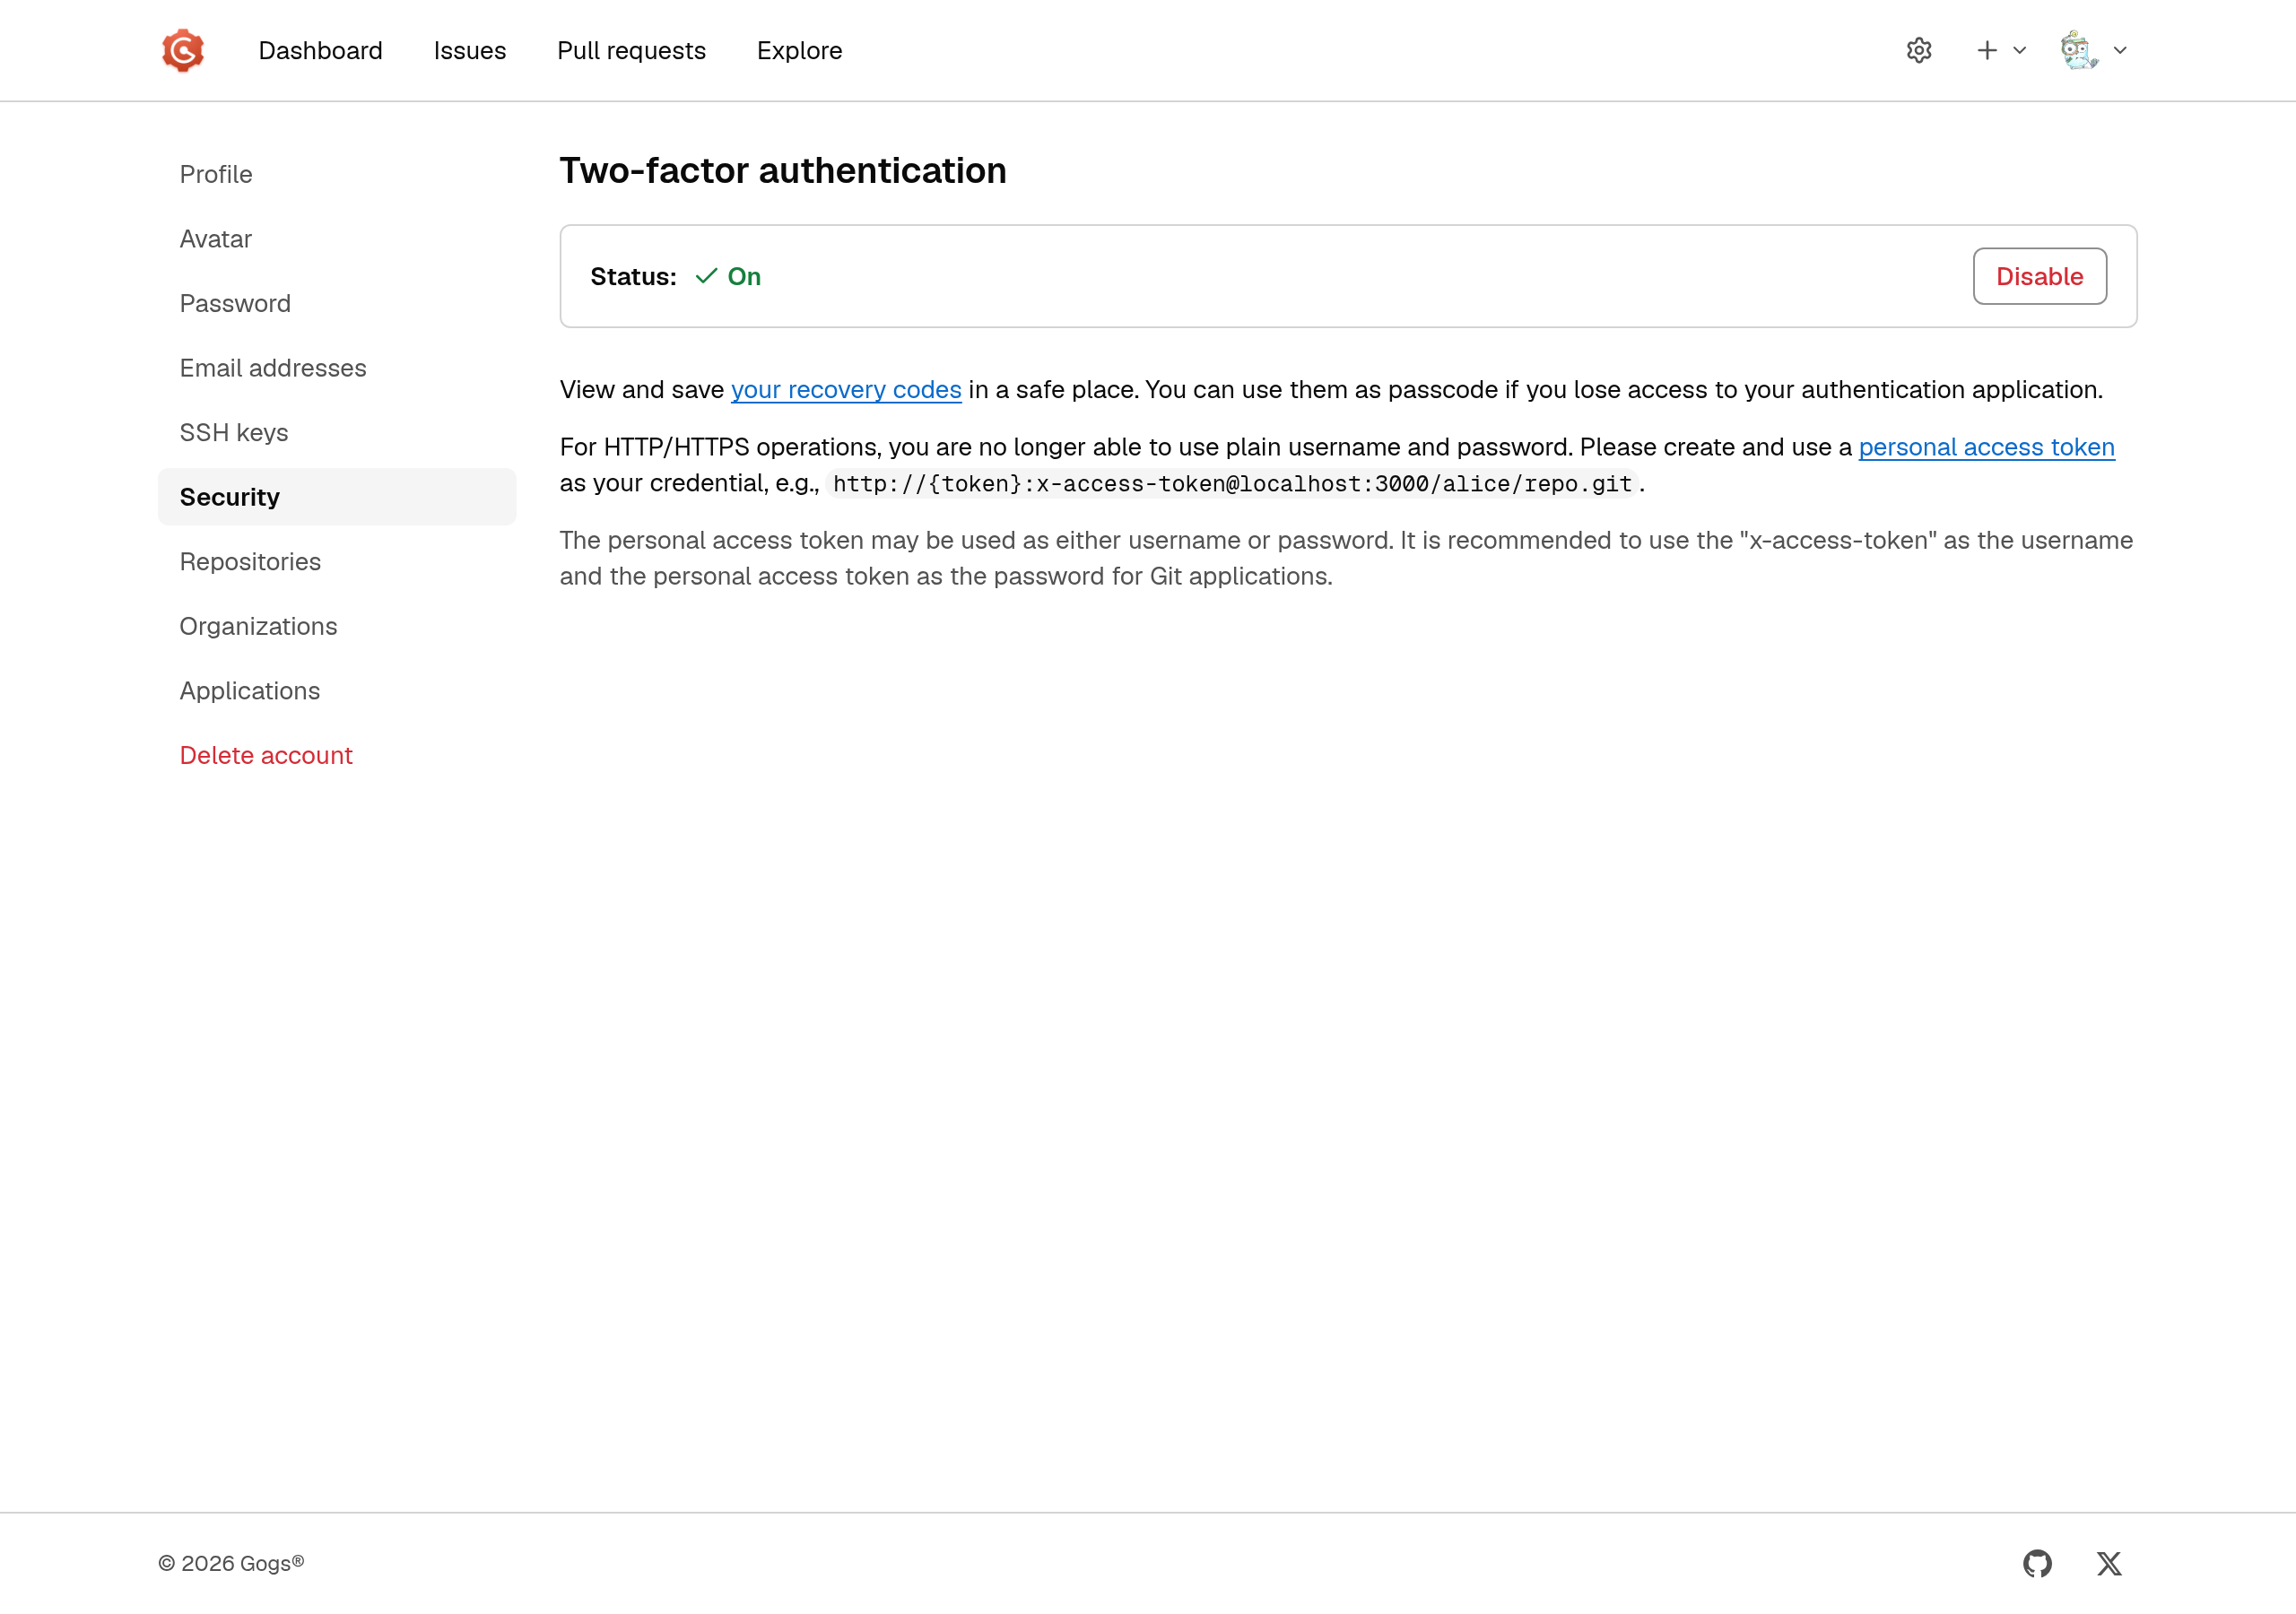 Dashboard Issues Pull requests Explore
Profile
Avatar
Password
Email addresses
SSH keys
Security
Repositories
Organizations
Applications
Delete account
Two-factor authentication
Status: On
Disable
View and save your recovery codes in a safe place. You can use them as passcode if you lose access to your authentication application.
For HTTP/HTTPS operations, you are no longer able to use plain username and password. Please create and use a personal access token
as your credential, e.g., http://{token}:x-access-token@localhost:3000/alice/repo.git.
The personal access token may be used as either username or password. It is recommended to use the "x-access-token" as the username
and the personal access token as the password for Git applications.
© 2026 Gogs®